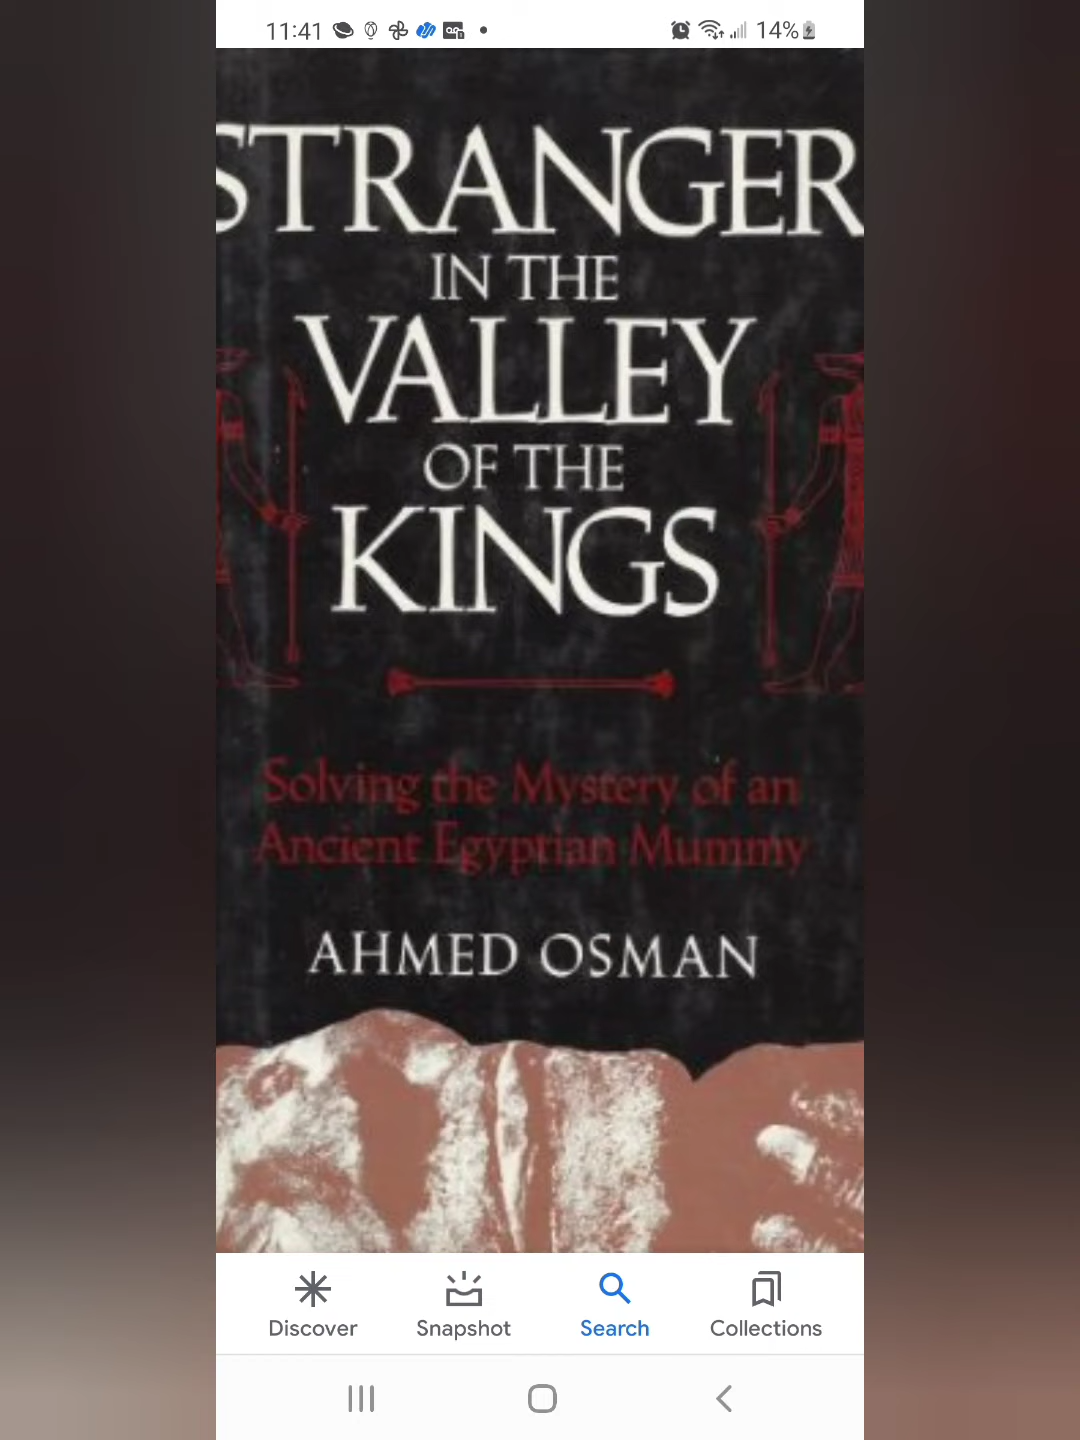 11:41 14%
STRANGER
IN THE
VALLEY
OF THE
KINGS
Solving the Mystery of an
Ancient Egyptian Mummy
AHMED OSMAN
Discover Snapshot Search Collections